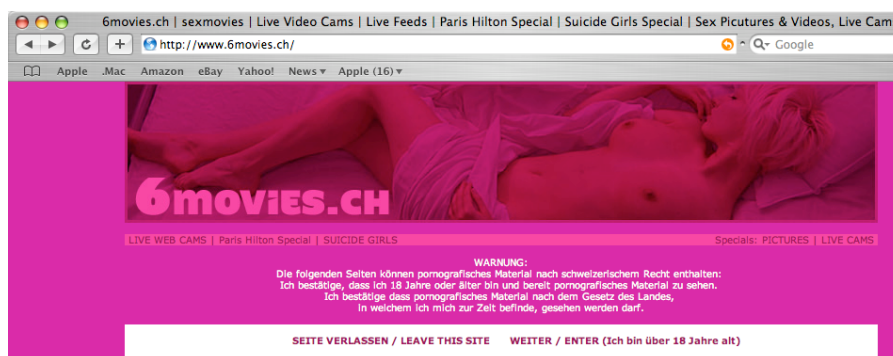 6movies.ch | sexmovies | Live Video Cams | Live Feeds | Paris Hilton Special | Suicide Girls Special | Sex Picutures & Videos, Live Cam
http://www.6movies.ch/
Google
Apple .Mac Amazon eBay Yahoo! News Apple (16)
6movies.CH
LIVE WEB CAMS | Paris Hilton Special | SUICIDE GIRLS Specials: PICTURES | LIVE CAMS
WARNUNG:
Die folgenden Seiten können pornografisches Material nach schweizerischem Recht enthalten:
Ich bestätige, dass ich 18 Jahre oder älter bin und bereit pornografisches Material zu sehen.
Ich bestätige dass pornografisches Material nach dem Gesetz des Landes,
in welchem ich mich zur Zeit befinde, gesehen werden darf.
SEITE VERLASSEN / LEAVE THIS SITE WEITER / ENTER (Ich bin über 18 Jahre alt)